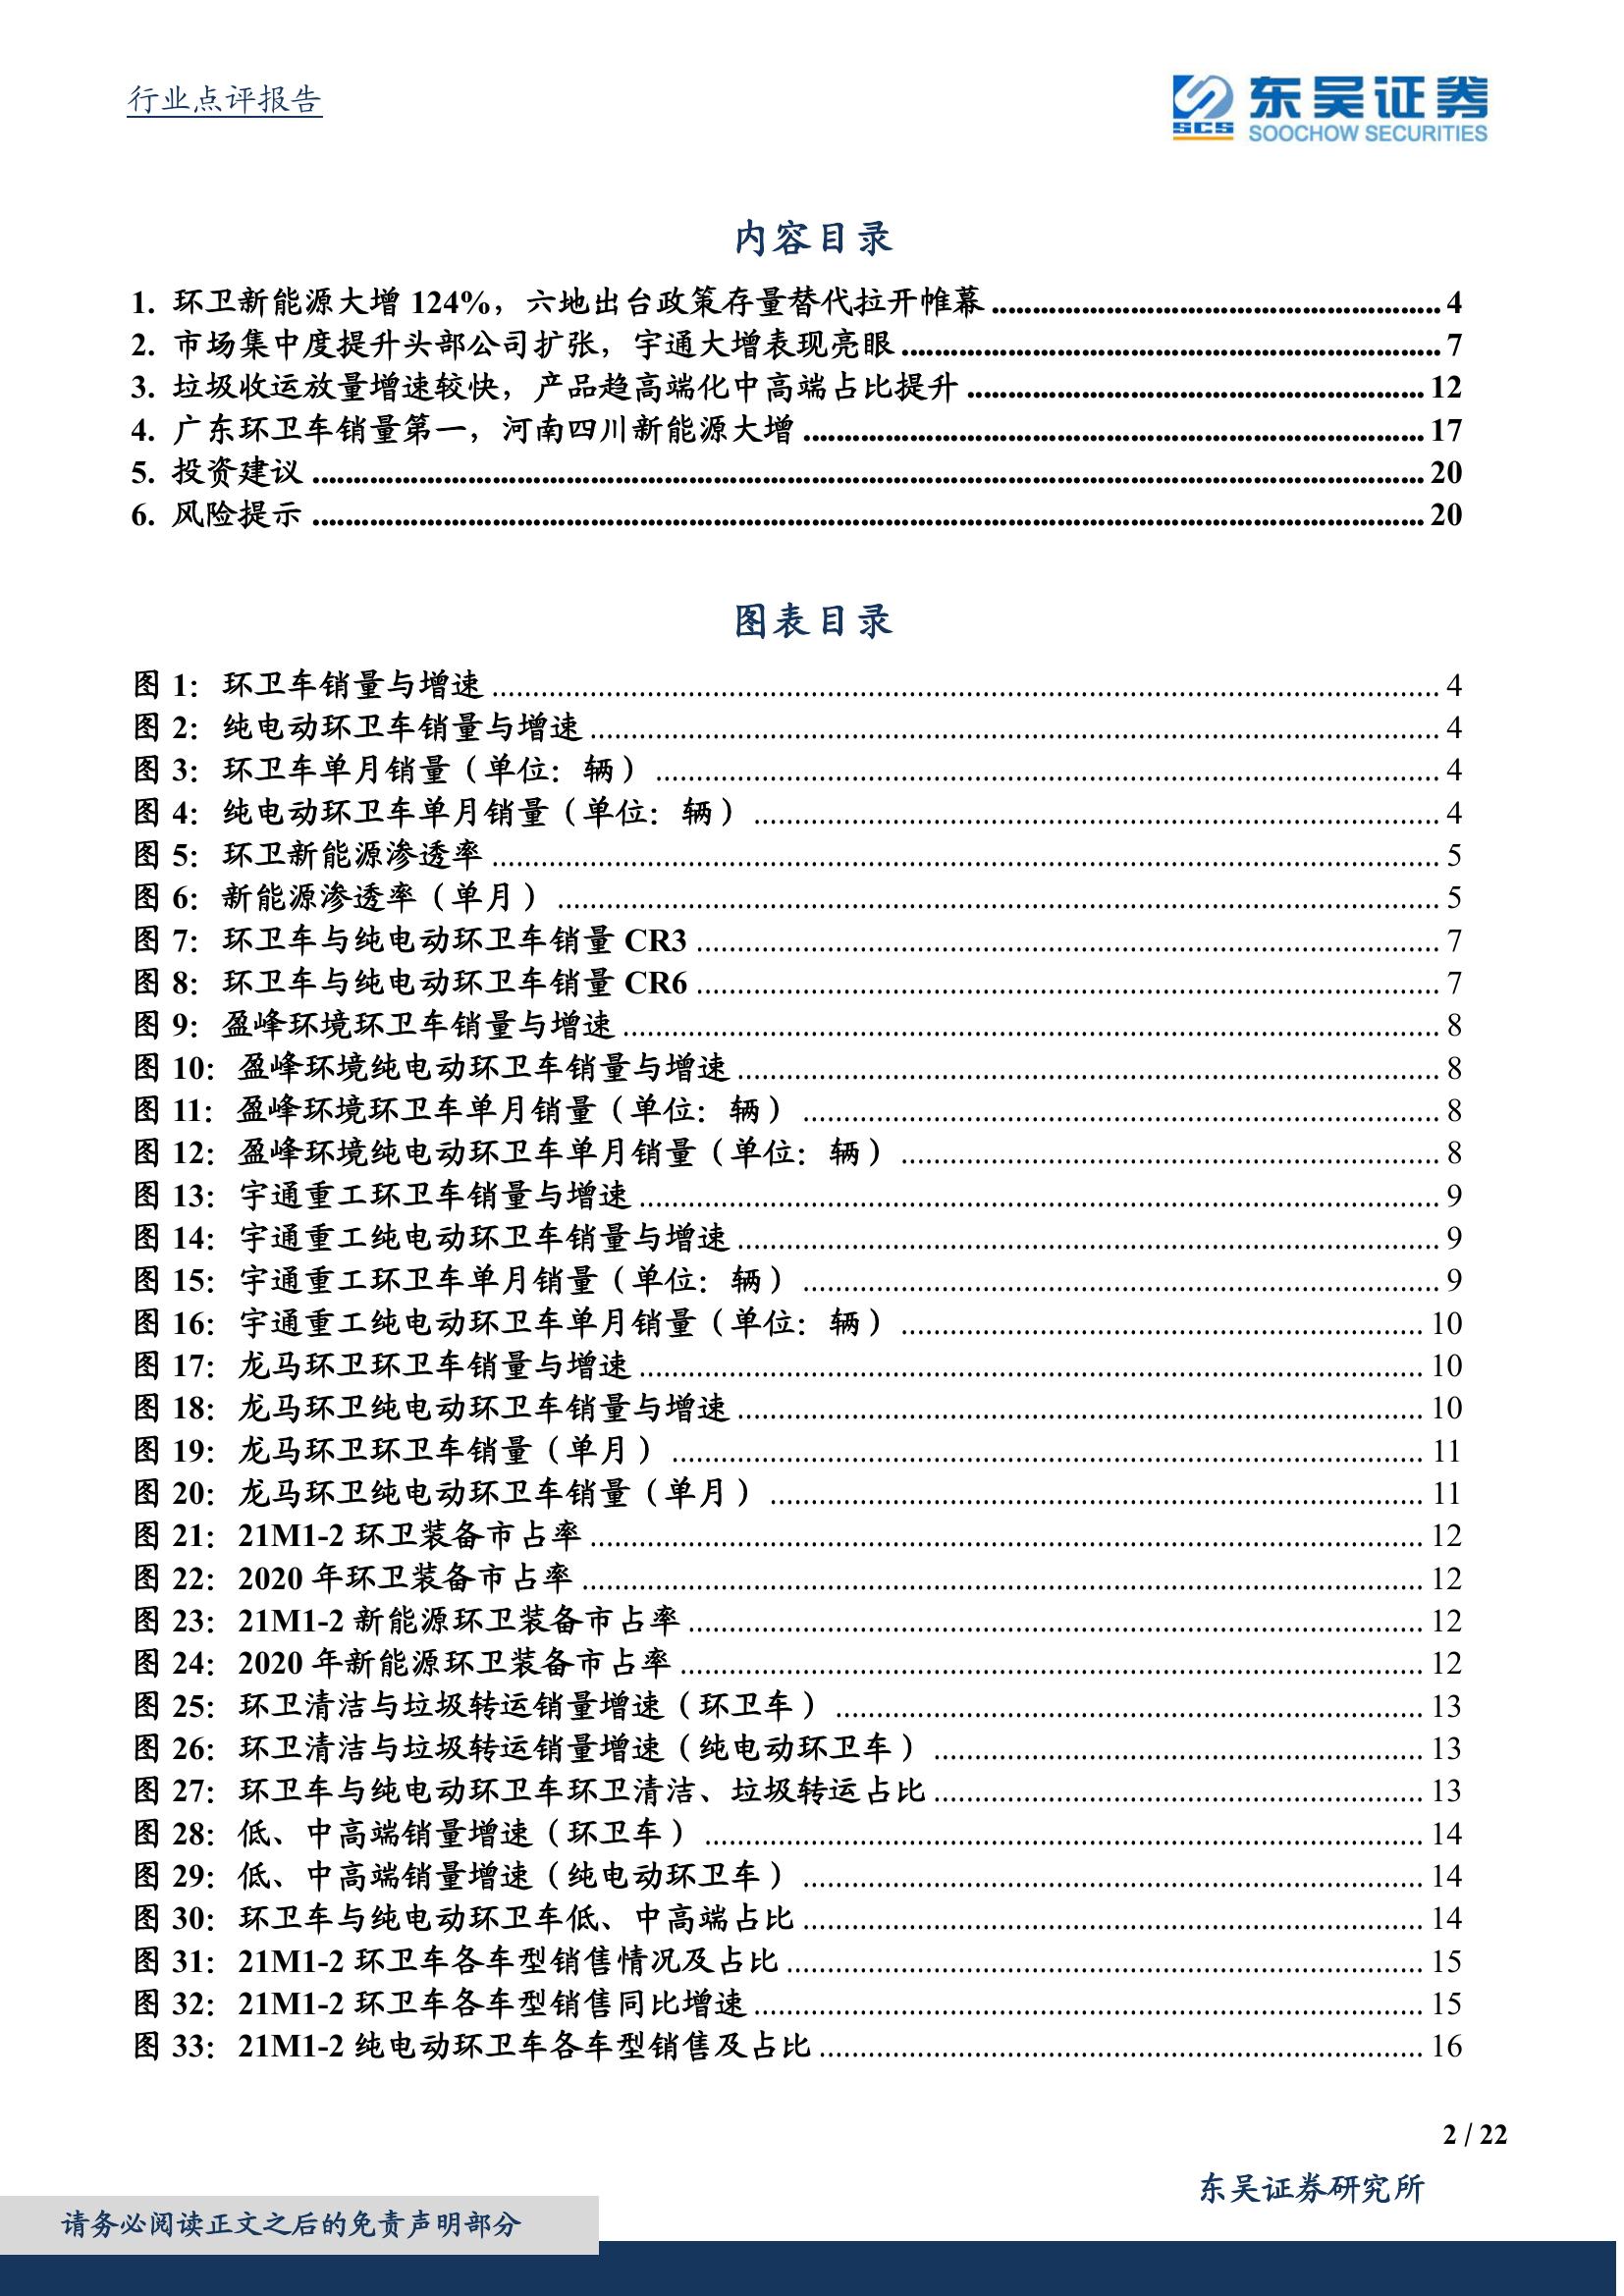 行业点评报告
SCS 东吴证券
SOOCHOW SECURITIES
内容目录
1. 环卫新能源大增 124%，六地出台政策存量替代拉开帷幕 4
2. 市场集中度提升头部公司扩张，宇通大增表现亮眼 7
3. 垃圾收运放量增速较快，产品趋高端化中高端占比提升 12
4. 广东环卫车销量第一，河南四川新能源大增 17
5. 投资建议 20
6. 风险提示 20
图表目录
图 1：环卫车销量与增速 4
图 2：纯电动环卫车销量与增速 4
图 3：环卫车单月销量（单位：辆） 4
图 4：纯电动环卫车单月销量（单位：辆） 4
图 5：环卫新能源渗透率 5
图 6：新能源渗透率（单月） 5
图 7：环卫车与纯电动环卫车销量 CR3 7
图 8：环卫车与纯电动环卫车销量 CR6 7
图 9：盈峰环境环卫车销量与增速 8
图 10：盈峰环境纯电动环卫车销量与增速 8
图 11：盈峰环境环卫车单月销量（单位：辆） 8
图 12：盈峰环境纯电动环卫车单月销量（单位：辆） 8
图 13：宇通重工环卫车销量与增速 9
图 14：宇通重工纯电动环卫车销量与增速 9
图 15：宇通重工环卫车单月销量（单位：辆） 9
图 16：宇通重工纯电动环卫车单月销量（单位：辆） 10
图 17：龙马环卫环卫车销量与增速 10
图 18：龙马环卫纯电动环卫车销量与增速 10
图 19：龙马环卫环卫车销量（单月） 11
图 20：龙马环卫纯电动环卫车销量（单月） 11
图 21：21M1-2 环卫装备市占率 12
图 22：2020 年环卫装备市占率 12
图 23：21M1-2 新能源环卫装备市占率 12
图 24：2020 年新能源环卫装备市占率 12
图 25：环卫清洁与垃圾转运销量增速（环卫车） 13
图 26：环卫清洁与垃圾转运销量增速（纯电动环卫车） 13
图 27：环卫车与纯电动环卫车环卫清洁、垃圾转运占比 13
图 28：低、中高端销量增速（环卫车） 14
图 29：低、中高端销量增速（纯电动环卫车） 14
图 30：环卫车与纯电动环卫车低、中高端占比 14
图 31：21M1-2 环卫车各车型销售情况及占比 15
图 32：21M1-2 环卫车各车型销售同比增速 15
图 33：21M1-2 纯电动环卫车各车型销售及占比 16
2 / 22
东吴证券研究所
请务必阅读正文之后的免责声明部分